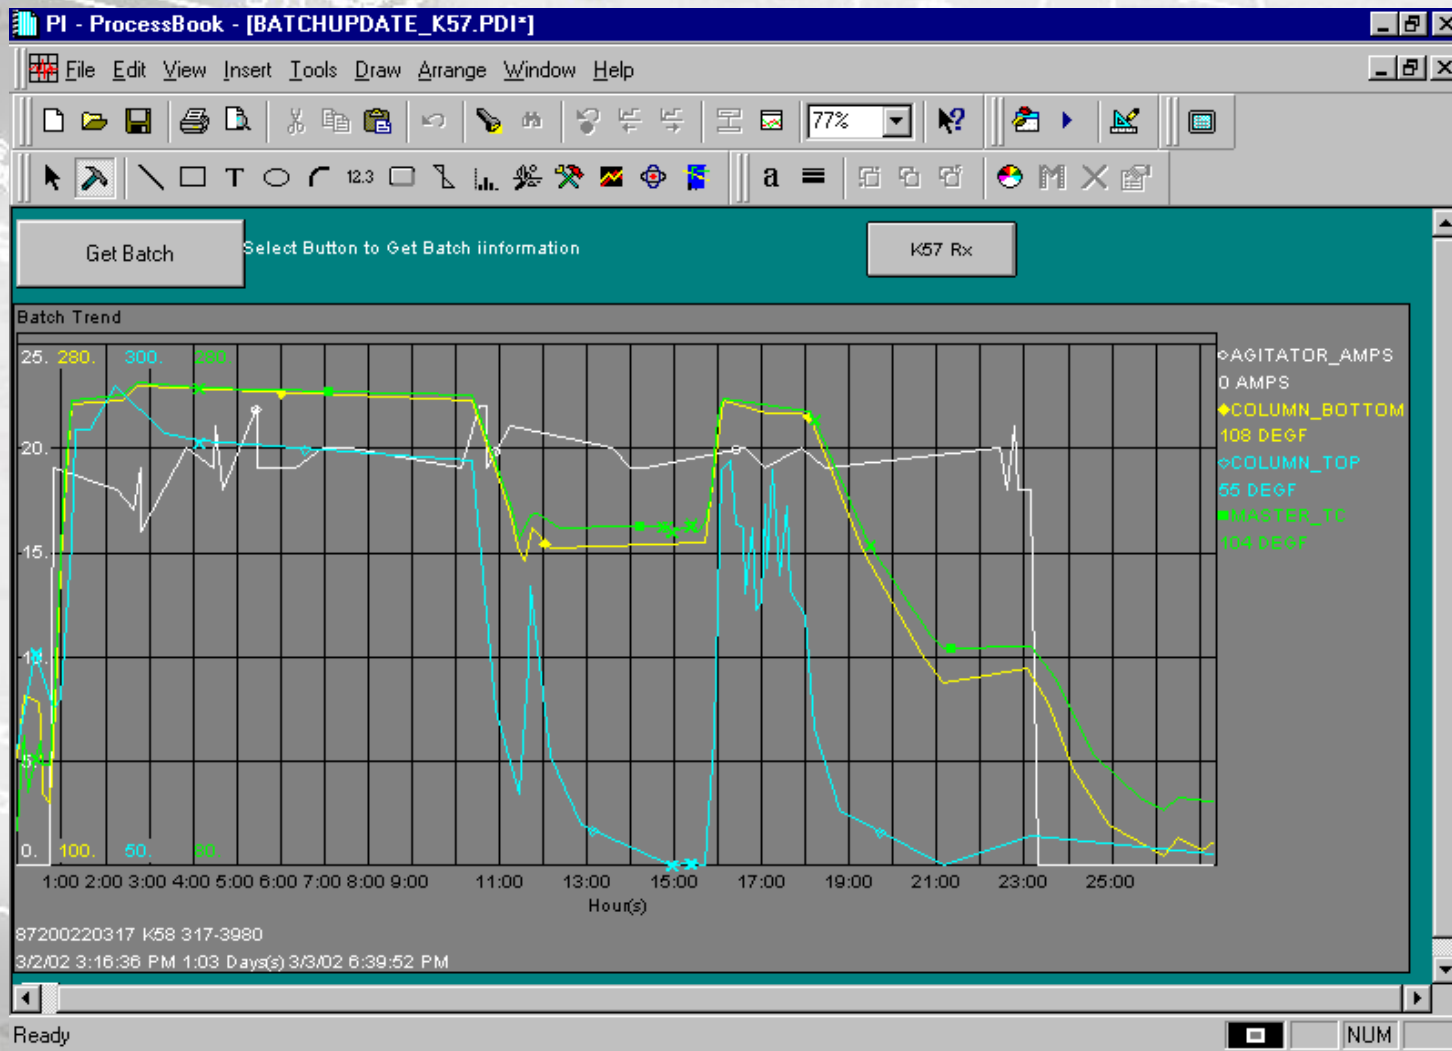 PI - ProcessBook - [BATCHUPDATE_K57.PDI*]
File Edit View Insert Tools Draw Arrange Window Help
77%
T 12.3 a M
Get Batch
Select Button to Get Batch iinformation
K57 Rx
Batch Trend
25. 280. 300. 280.
20.
15.
10.
5.
0. 100. 50. 80.
AGITATOR_AMPS
0 AMPS
COLUMN_BOTTOM
108 DEGF
COLUMN_TOP
55 DEGF
MASTER_TC
104 DEGF
1:00 2:00 3:00 4:00 5:00 6:00 7:00 8:00 9:00 11:00 13:00 15:00 17:00 19:00 21:00 23:00 25:00
Hour(s)
87200220317 K58 317-3980
3/2/02 3:16:36 PM 1:03 Days(s) 3/3/02 6:39:52 PM
Ready
NUM